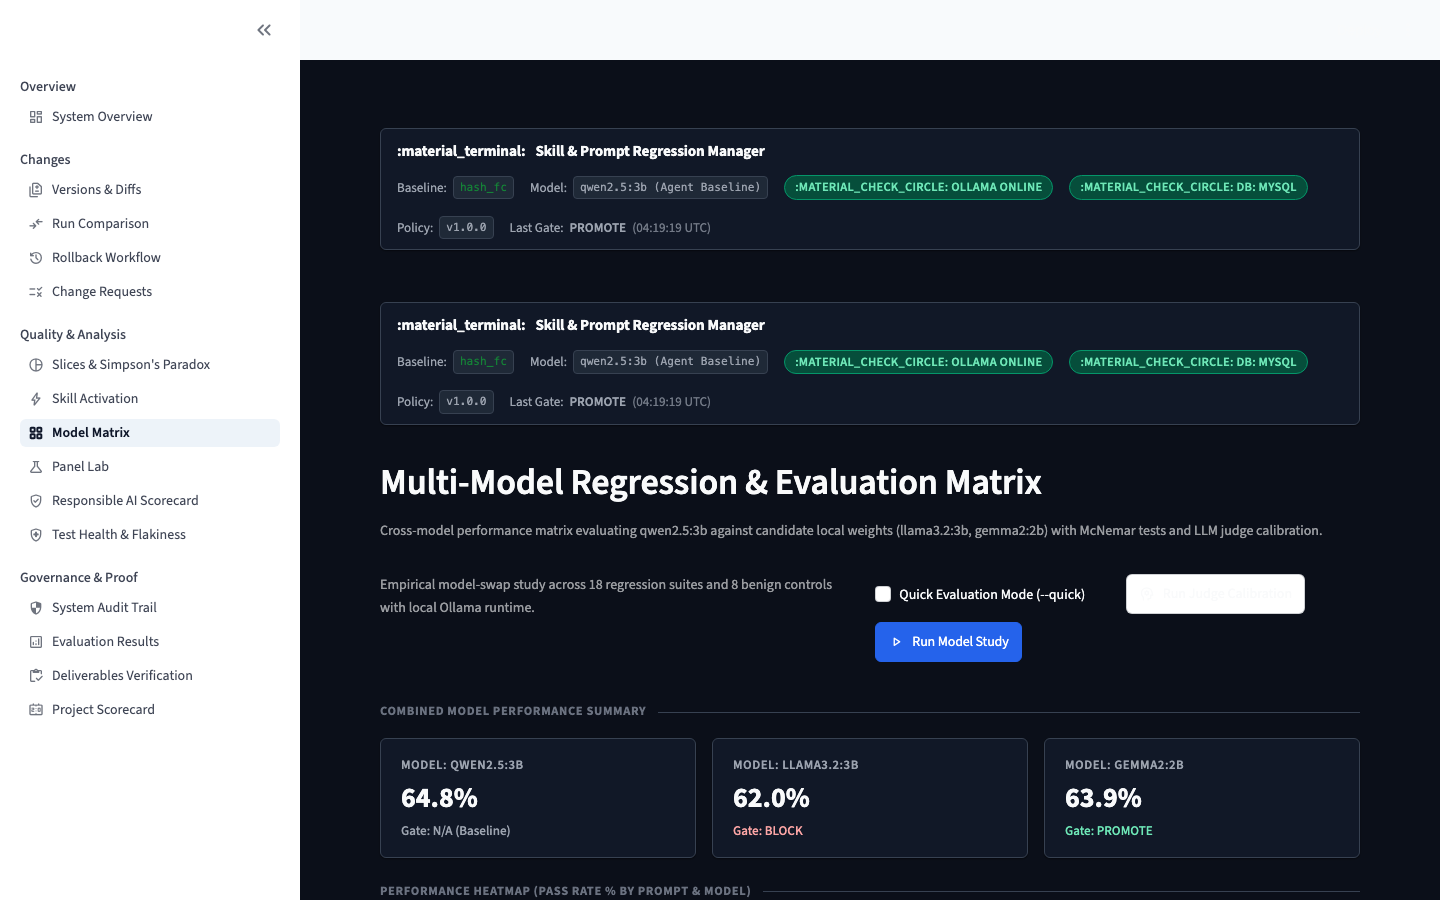 Overview
System Overview
Changes
Versions & Diffs
Run Comparison
Rollback Workflow
Change Requests
Quality & Analysis
Slices & Simpson's Paradox
Skill Activation
Model Matrix
Panel Lab
Responsible AI Scorecard
Test Health & Flakiness
Governance & Proof
System Audit Trail
Evaluation Results
Deliverables Verification
Project Scorecard
:material_terminal: Skill & Prompt Regression Manager
Baseline: hash_fc Model: qwen2.5:3b (Agent Baseline) :MATERIAL_CHECK_CIRCLE: OLLAMA ONLINE :MATERIAL_CHECK_CIRCLE: DB: MYSQL
Policy: v1.0.0 Last Gate: PROMOTE (04:19:19 UTC)
:material_terminal: Skill & Prompt Regression Manager
Baseline: hash_fc Model: qwen2.5:3b (Agent Baseline) :MATERIAL_CHECK_CIRCLE: OLLAMA ONLINE :MATERIAL_CHECK_CIRCLE: DB: MYSQL
Policy: v1.0.0 Last Gate: PROMOTE (04:19:19 UTC)
Multi-Model Regression & Evaluation Matrix
Cross-model performance matrix evaluating qwen2.5:3b against candidate local weights (llama3.2:3b, gemma2:2b) with McNemar tests and LLM judge calibration.
Empirical model-swap study across 18 regression suites and 8 benign controls
with local Ollama runtime.
Quick Evaluation Mode (--quick)
Run Judge Calibration
Run Model Study
COMBINED MODEL PERFORMANCE SUMMARY
MODEL: QWEN2.5:3B
64.8%
Gate: N/A (Baseline)
MODEL: LLAMA3.2:3B
62.0%
Gate: BLOCK
MODEL: GEMMA2:2B
63.9%
Gate: PROMOTE
PERFORMANCE HEATMAP (PASS RATE % BY PROMPT & MODEL)